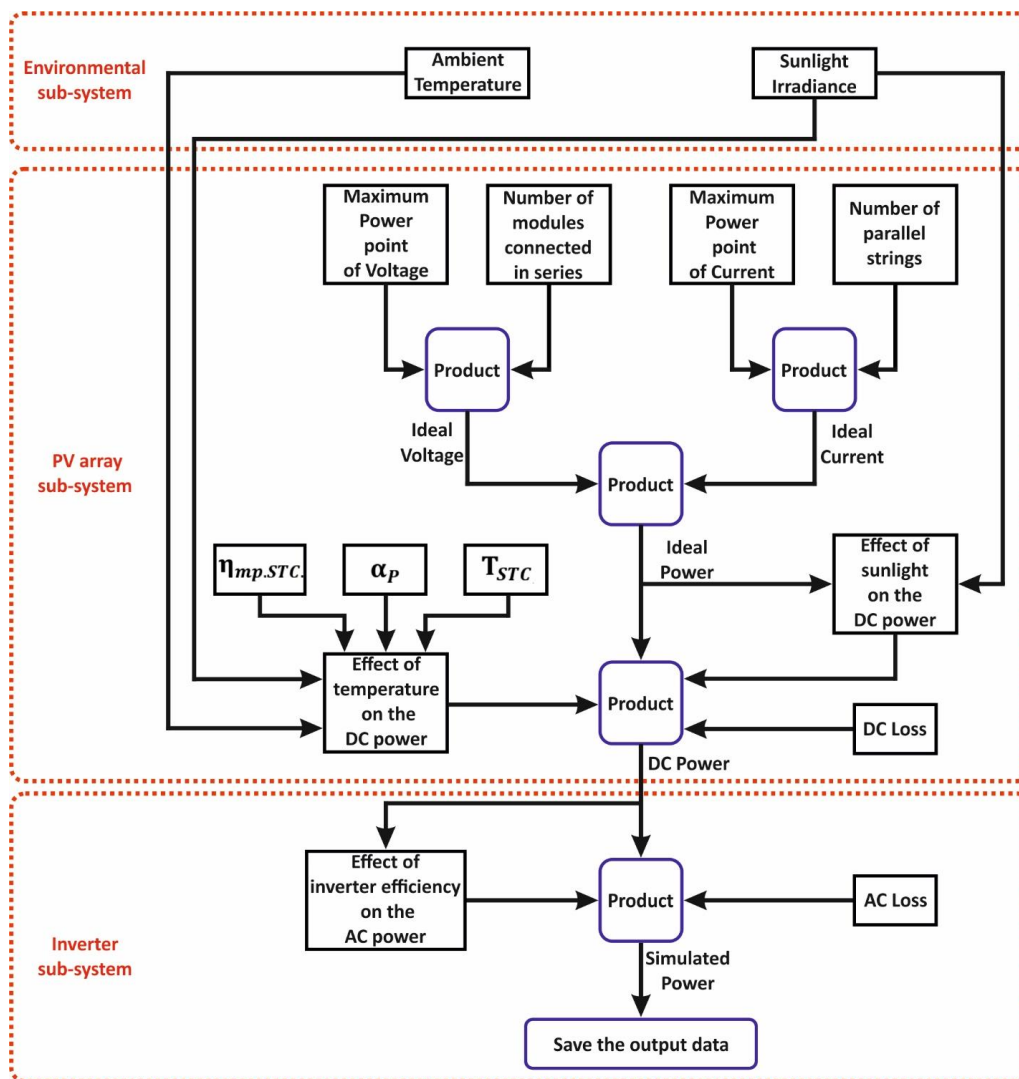 Environmental
sub-system
Ambient
Temperature
Sunlight
Irradiance
Maximum
Power
point
of Voltage
Number of
modules
connected
in series
Maximum
Power
point
of Current
Number of
parallel
strings
Product
Product
Ideal
Voltage
Ideal
Current
PV array
sub-system
Product
Ideal
Power
Effect of
sunlight
on the
DC power
η_mp.STC.
α_P
T_STC
Effect of
temperature
on the
DC power
Product
DC Loss
DC Power
Effect of
inverter efficiency
on the
AC power
Product
AC Loss
Inverter
sub-system
Simulated
Power
Save the output data